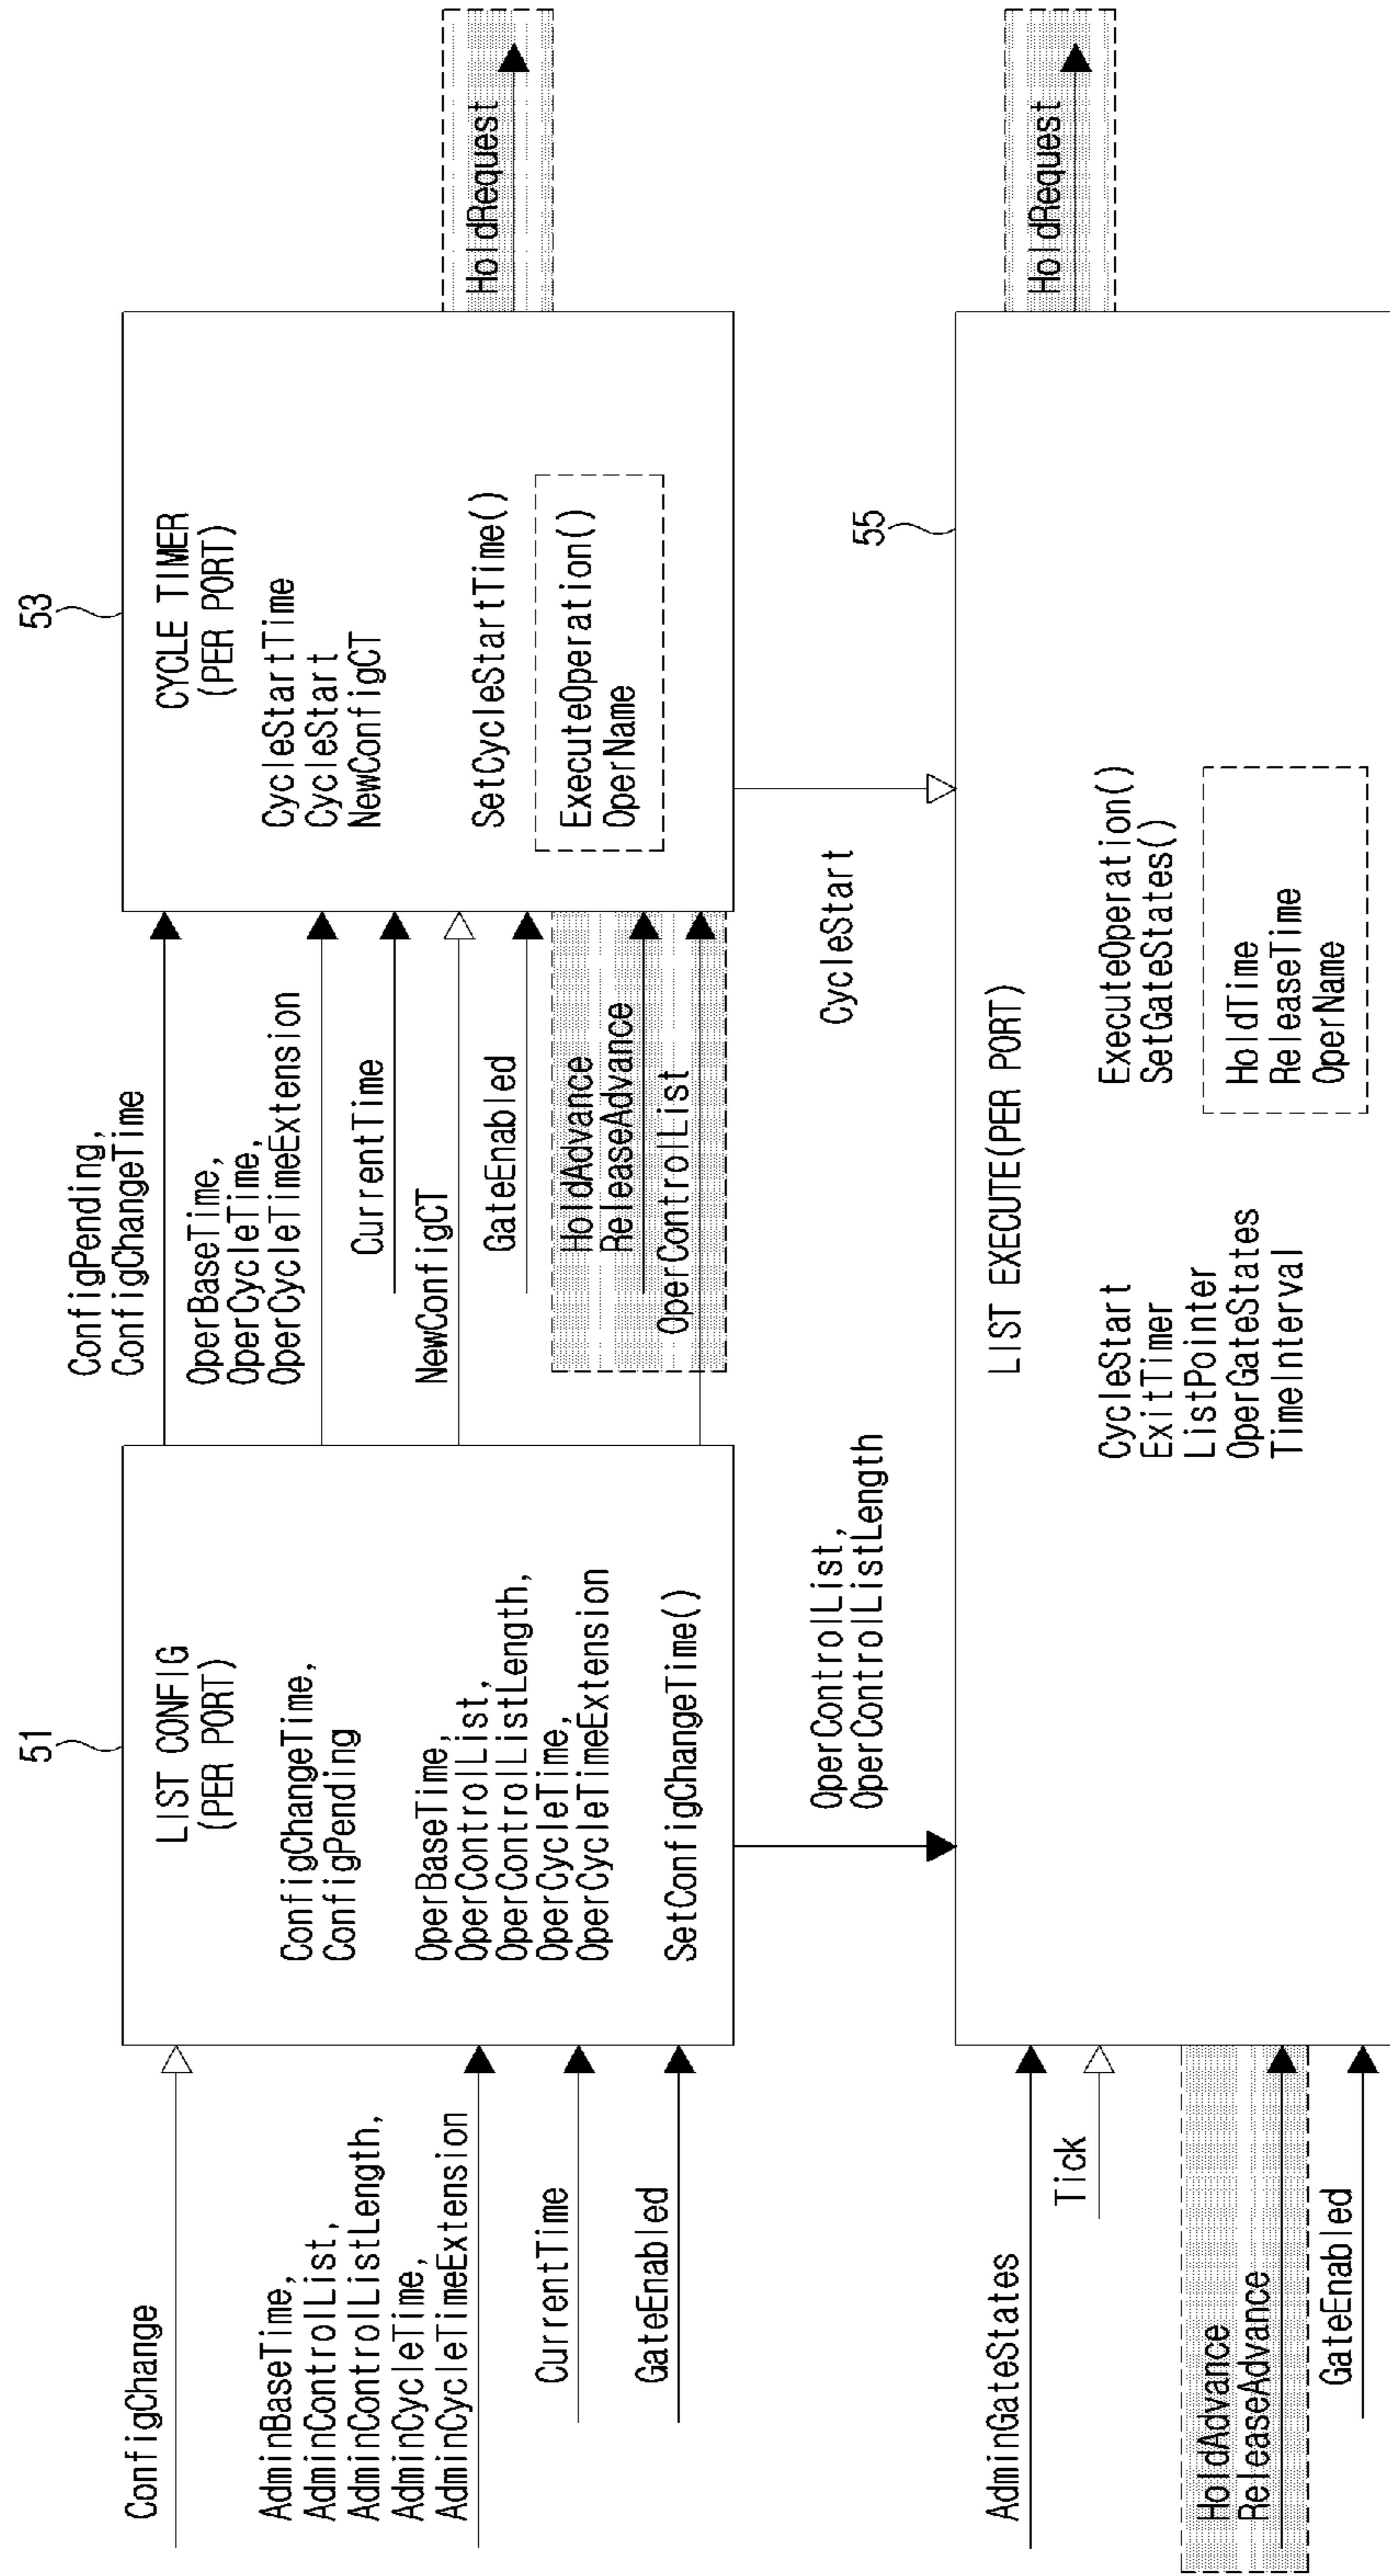 ConfigChange
AdminBaseTime,
AdminControlList,
AdminControlListLength,
AdminCycleTime,
AdminCycleTimeExtension
CurrentTime
GateEnabled
51
LIST CONFIG
(PER PORT)
ConfigChangeTime,
ConfigPending
OperBaseTime,
OperControlList,
OperControlListLength,
OperCycleTime,
OperCycleTimeExtension
SetConfigChangeTime()
ConfigPending,
ConfigChangeTime
OperBaseTime,
OperCycleTime,
OperCycleTimeExtension
CurrentTime
NewConfigCT
GateEnabled
HoldAdvance
ReleaseAdvance
OperControlList
53
CYCLE TIMER
(PER PORT)
CycleStartTime
CycleStart
NewConfigCT
SetCycleStartTime()
ExecuteOperation()
OperName
HoldRequest
OperControlList,
OperControlListLength
CycleStart
AdminGateStates
Tick
HoldAdvance
ReleaseAdvance
GateEnabled
55
LIST EXECUTE(PER PORT)
CycleStart
ExitTimer
ListPointer
OperGateStates
TimeInterval
ExecuteOperation()
SetGateStates()
HoldTime
ReleaseTime
OperName
HoldRequest